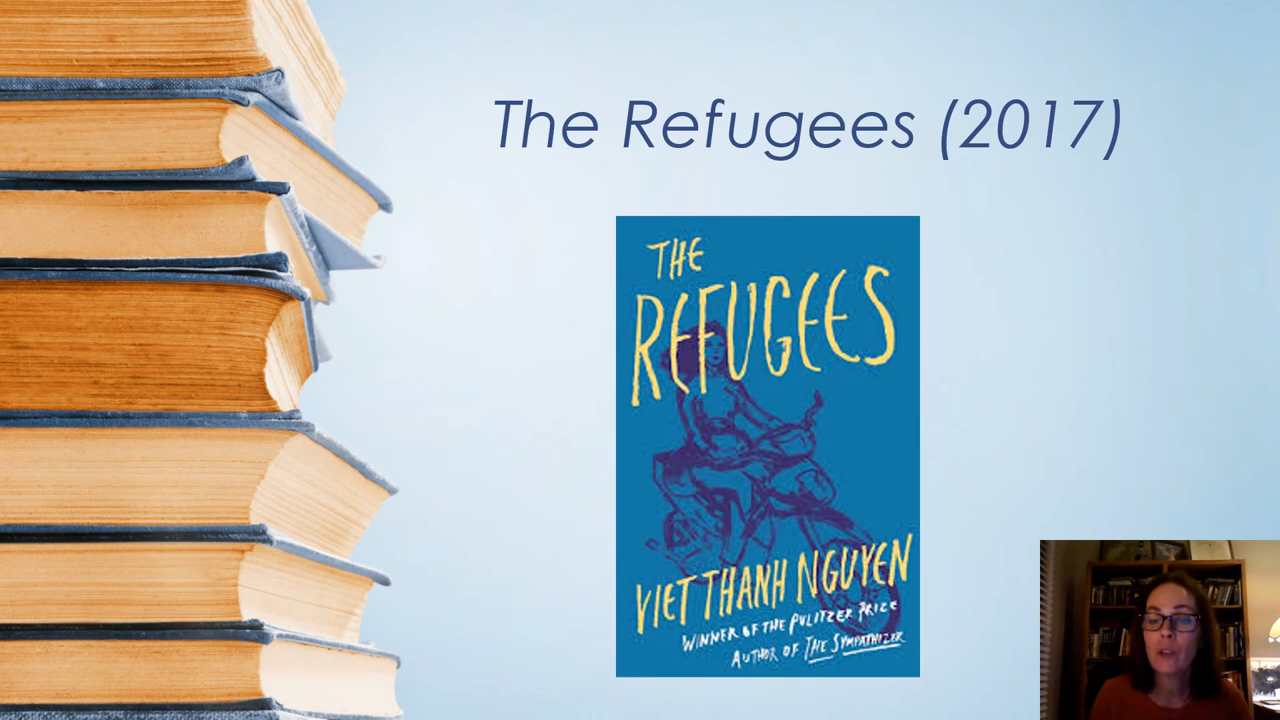 The Refugees (2017)
THE
REFUGEES
VIET THANH NGUYEN
WINNER OF THE PULITZER PRIZE
AUTHOR OF THE SYMPATHIZER